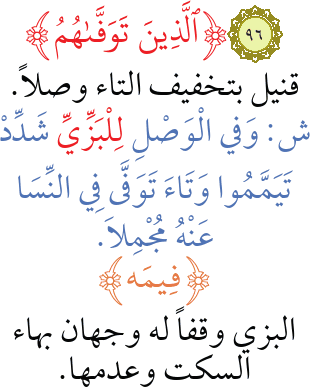 ٩٦ ﴿ ٱلَّذِينَ تَوَفَّىٰهُمُ ﴾
قنبل بتخفيف التاء وصلاً.
ش: وَفِي الْوَصْلِ لِلْبَزِّيِّ شَدِّدْ
تَيَمَّمُوا وَتَاءَ تَوَفَّى فِي النِّسَا
عَنْهُ مُجْمِلاَ.
﴿ فِيمَه ﴾
البزي وقفاً له وجهان بهاء
السكت وعدمها.